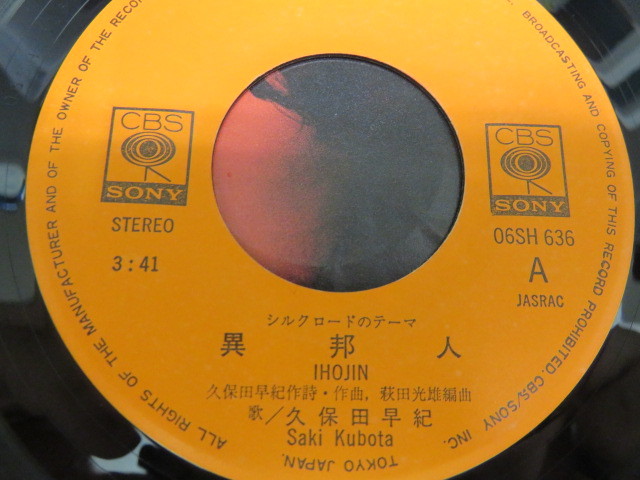 ALL RIGHTS OF THE MANUFACTURER AND OF THE OWNER OF THE RECOR
BROADCASTING AND COPYING OF THIS RECORD PROHIBITED. CBS/SONY INC.
TOKYO JAPAN.
CBS
SONY
STEREO
3:41
CBS
SONY
06SH 636
A
JASRAC
シルクロードのテーマ
異邦人
IHOJIN
久保田早紀作詩・作曲, 萩田光雄編曲
歌/久保田早紀
Saki Kubota